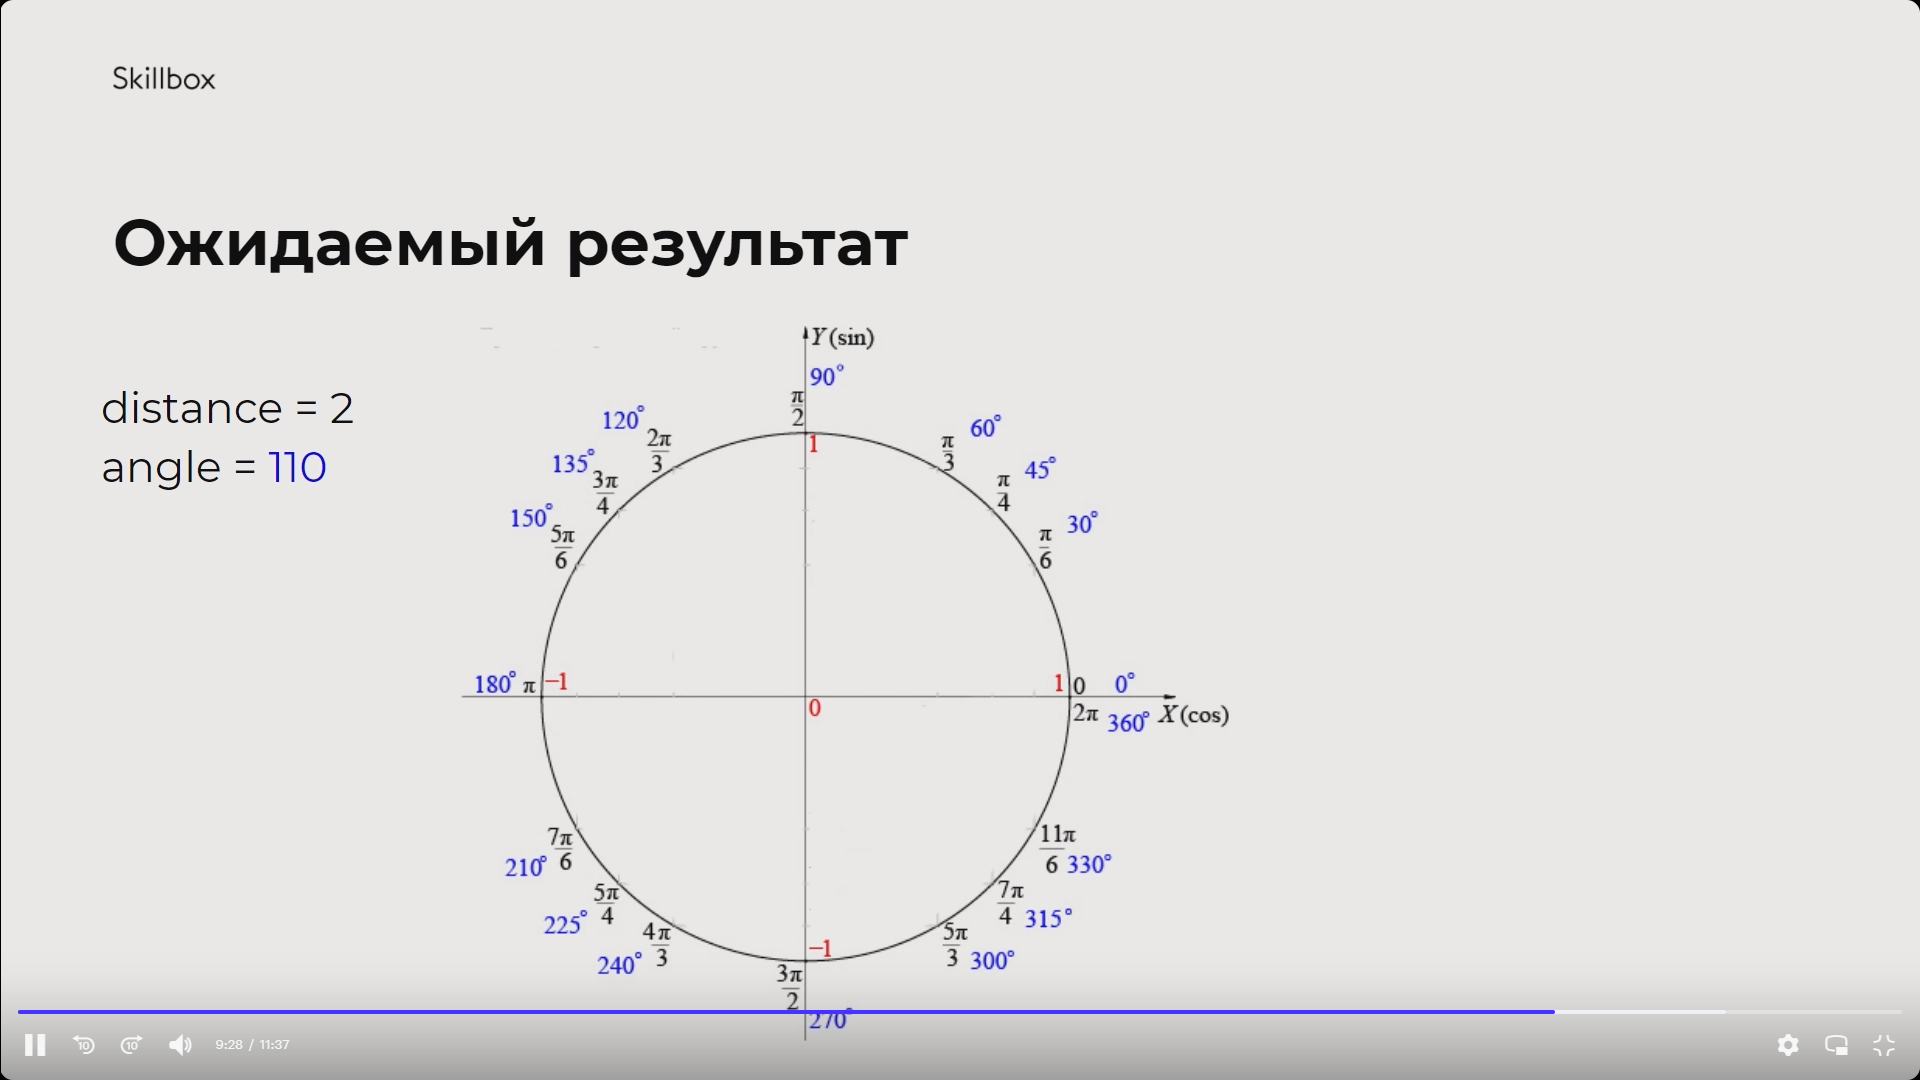 Skillbox
Ожидаемый результат
distance = 2
angle = 110
Y (sin)
90°
π/2
1
120°
2π/3
135°
3π/4
150°
5π/6
60°
π/3
45°
π/4
30°
π/6
180° π −1
0
1 0 0°
2π 360° X (cos)
7π/6
210°
5π/4
225°
4π/3
240°
11π/6
330°
7π/4
315°
5π/3
300°
−1
3π/2
270°
10
10
9:28 / 11:37